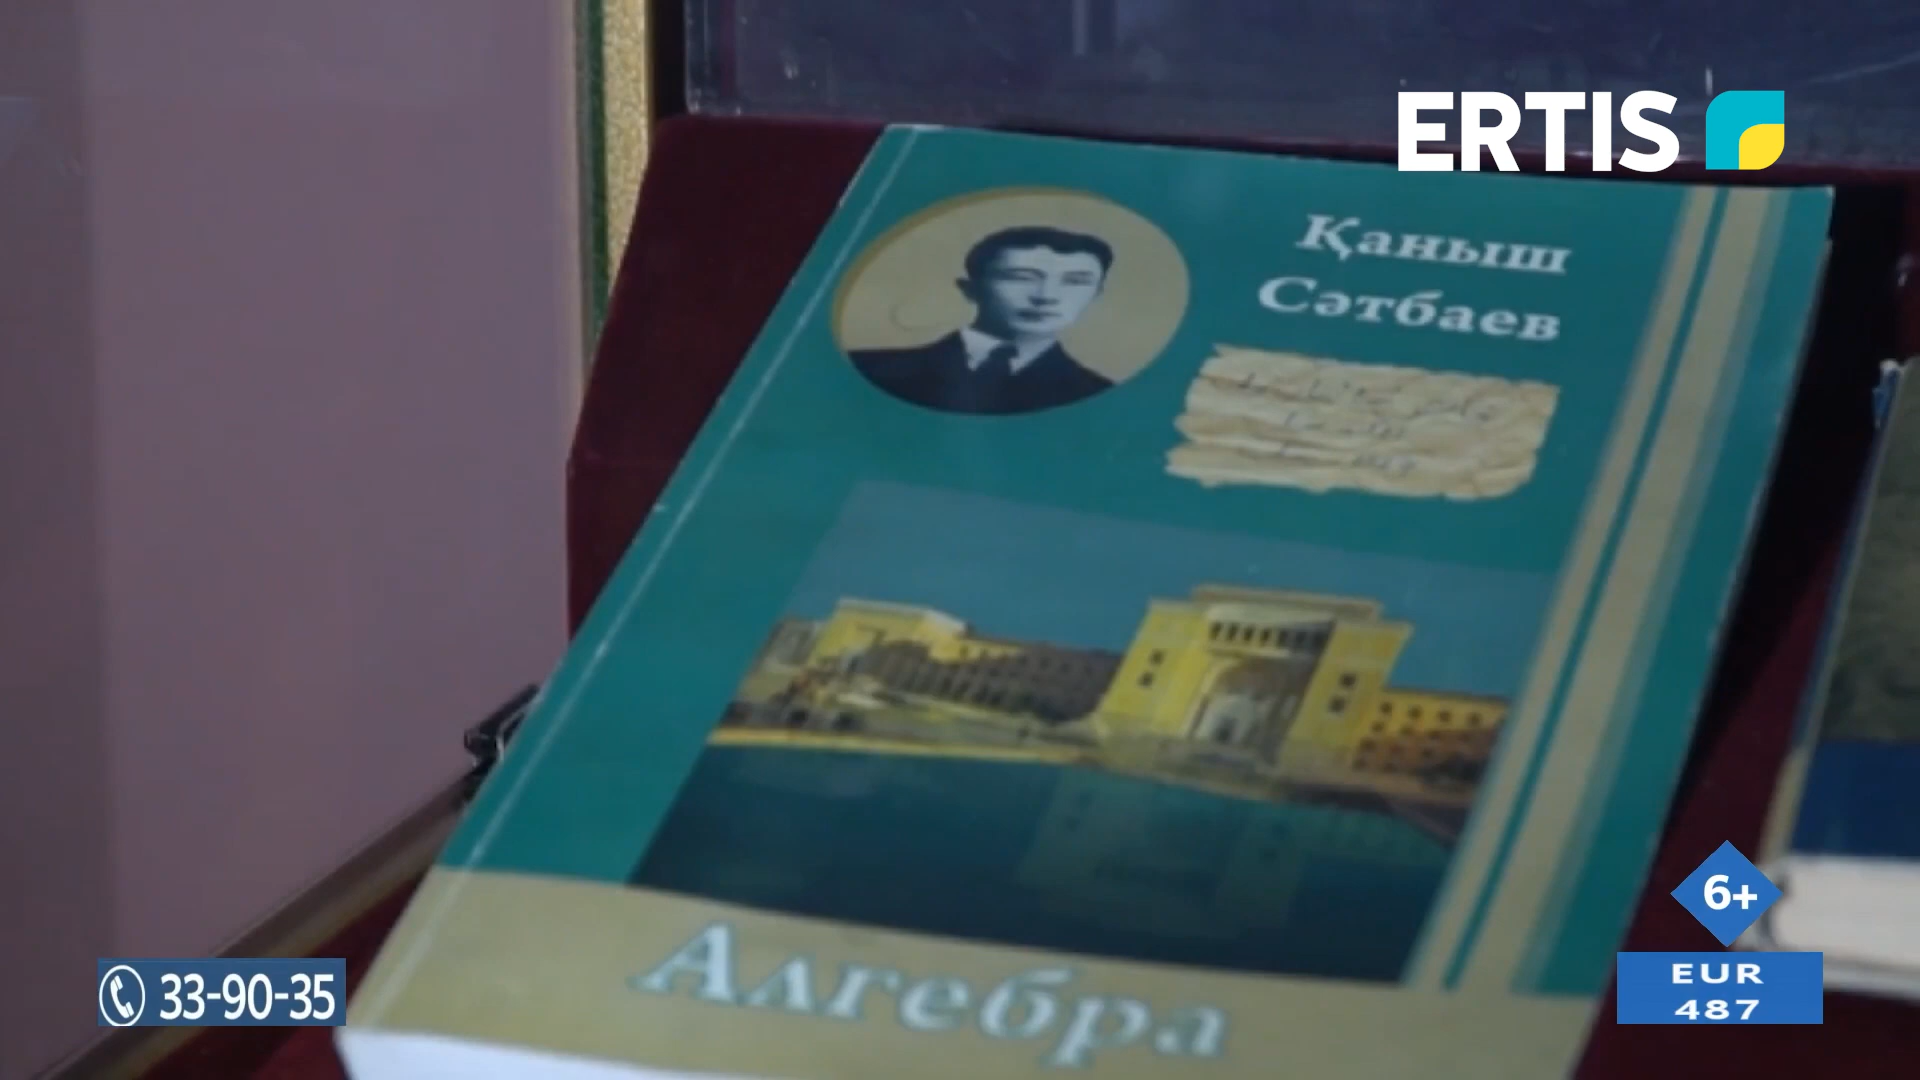 ERTIS
Қаныш
Сәтбаев
Алгебра
6+
33-90-35
EUR
487